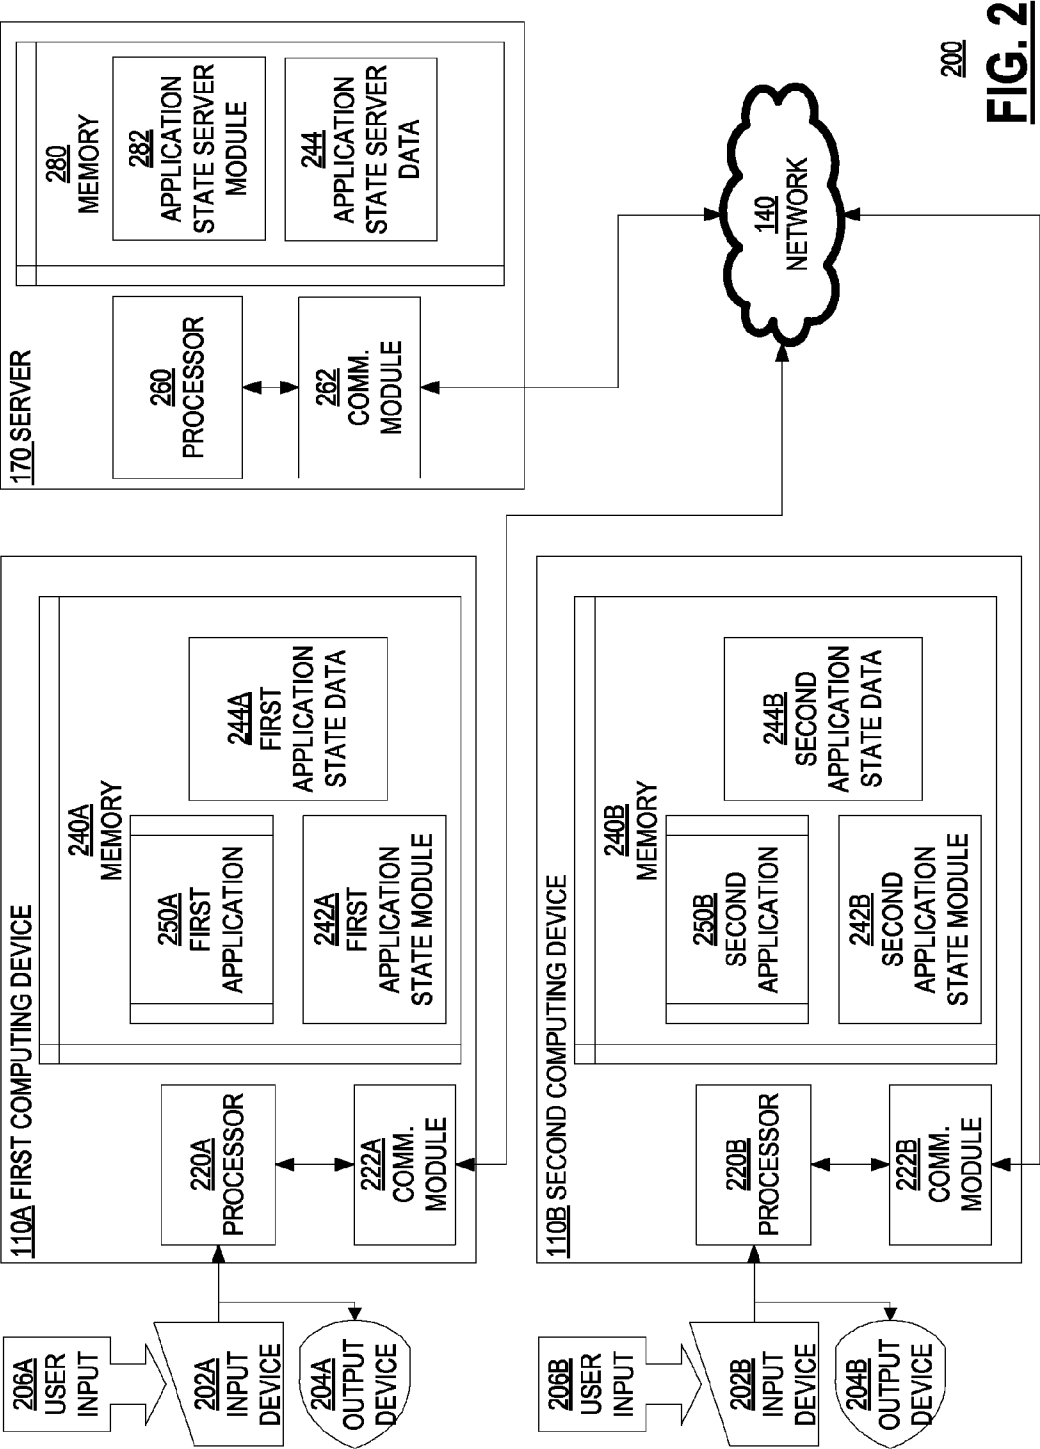 110A FIRST COMPUTING DEVICE
206A
USER
INPUT
202A
INPUT
DEVICE
204A
OUTPUT
DEVICE
220A
PROCESSOR
222A
COMM.
MODULE
240A
MEMORY
250A
FIRST
APPLICATION
242A
FIRST
APPLICATION
STATE MODULE
244A
FIRST
APPLICATION
STATE DATA
170 SERVER
260
PROCESSOR
262
COMM.
MODULE
280
MEMORY
282
APPLICATION
STATE SERVER
MODULE
244
APPLICATION
STATE SERVER
DATA
110B SECOND COMPUTING DEVICE
206B
USER
INPUT
202B
INPUT
DEVICE
204B
OUTPUT
DEVICE
220B
PROCESSOR
222B
COMM.
MODULE
240B
MEMORY
250B
SECOND
APPLICATION
242B
SECOND
APPLICATION
STATE MODULE
244B
SECOND
APPLICATION
STATE DATA
140
NETWORK
200
FIG. 2